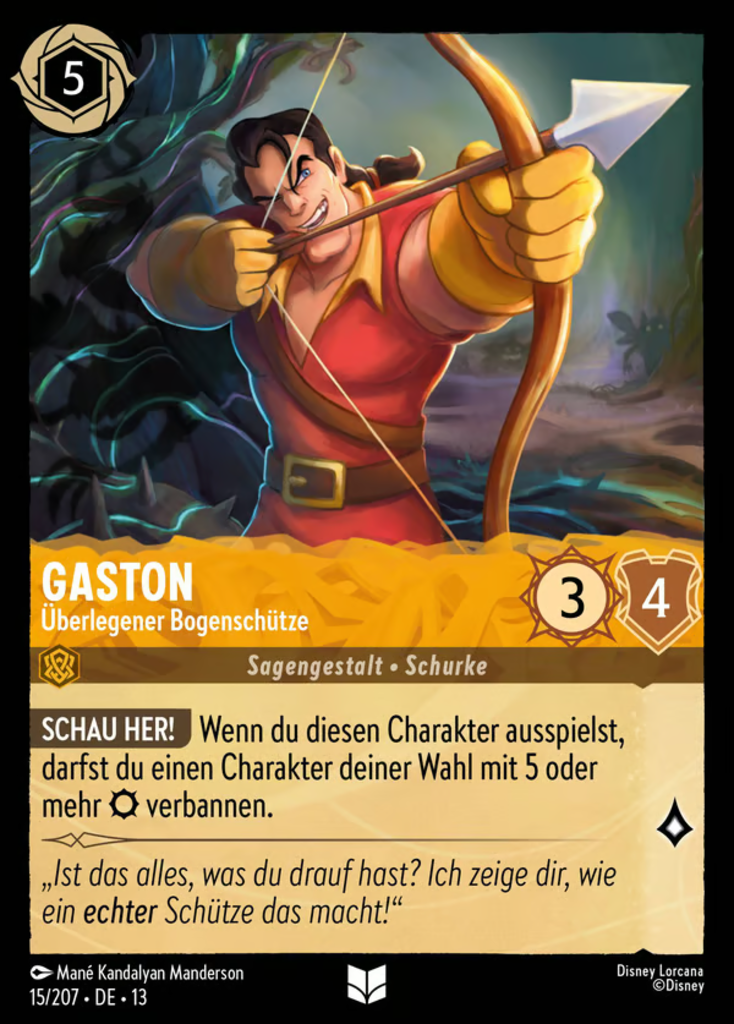 5
GASTON
Überlegener Bogenschütze
3
4
Sagengestalt • Schurke
SCHAU HER! Wenn du diesen Charakter ausspielst,
darfst du einen Charakter deiner Wahl mit 5 oder
mehr verbannen.
„Ist das alles, was du drauf hast? Ich zeige dir, wie
ein echter Schütze das macht!“
Mané Kandalyan Manderson
15/207 • DE • 13
Disney Lorcana
©Disney